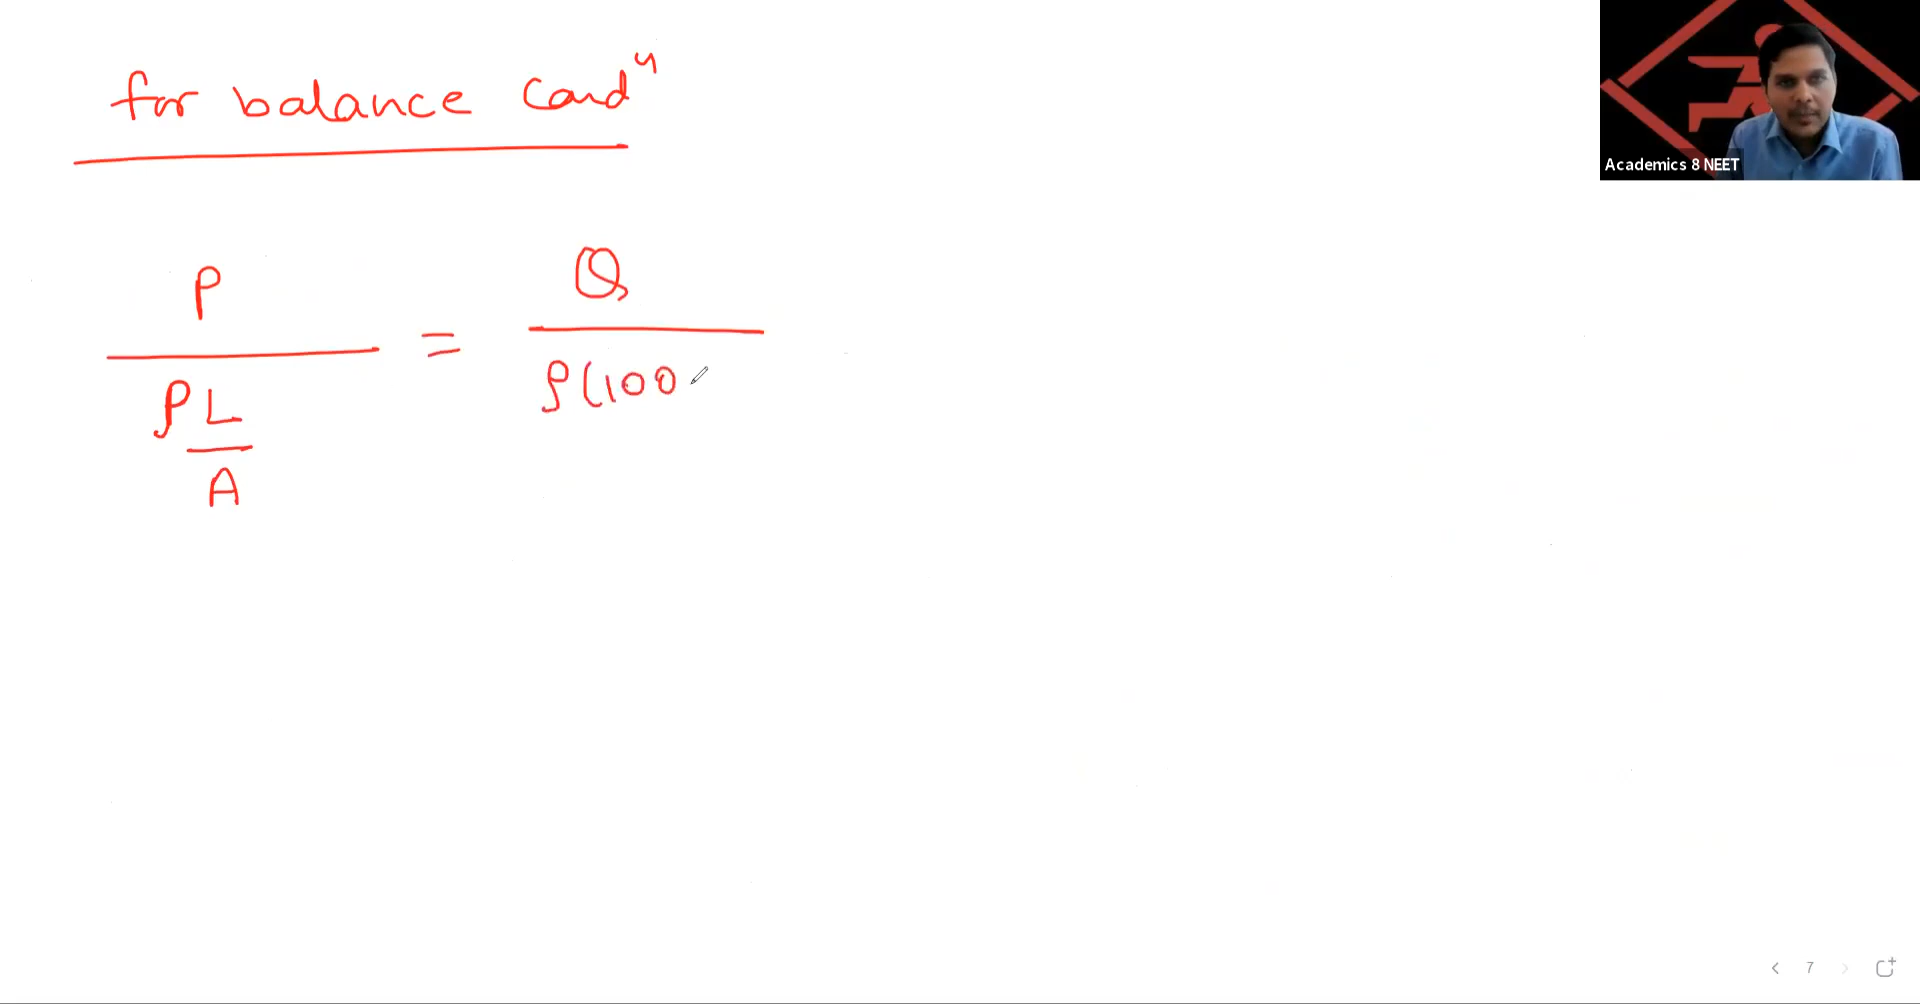 for balance Condⁿ
P
Q
=
ρL
ρ(100
A
Academics 8 NEET
7